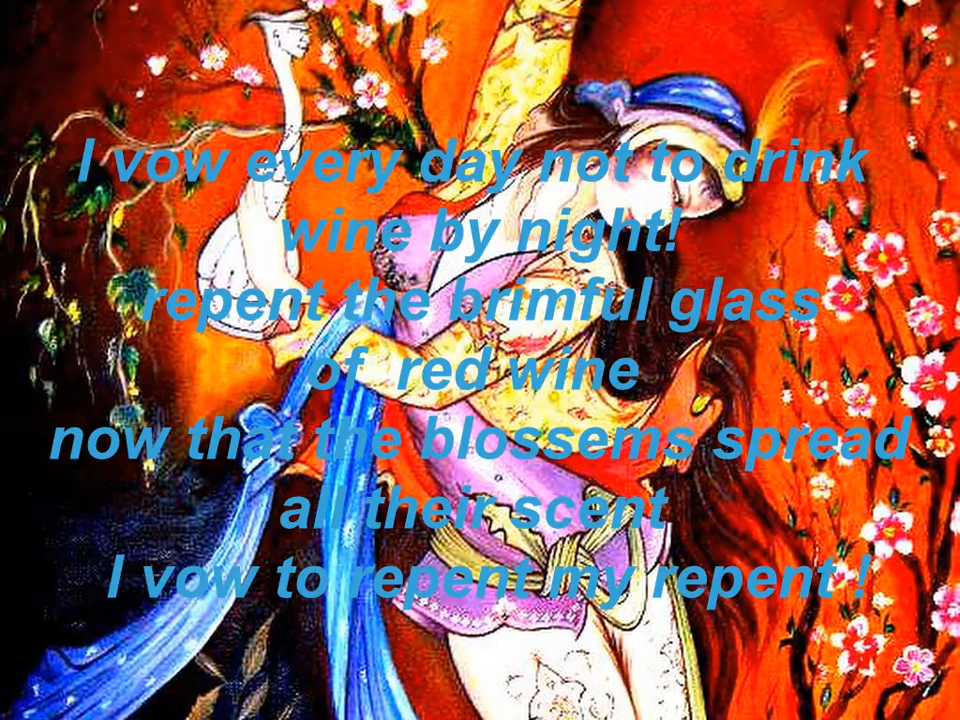 I vow every day not to drink
wine by night!
repent the brimful glass
of  red wine
now that the blossems spread
all their scent
I vow to repent my repent !